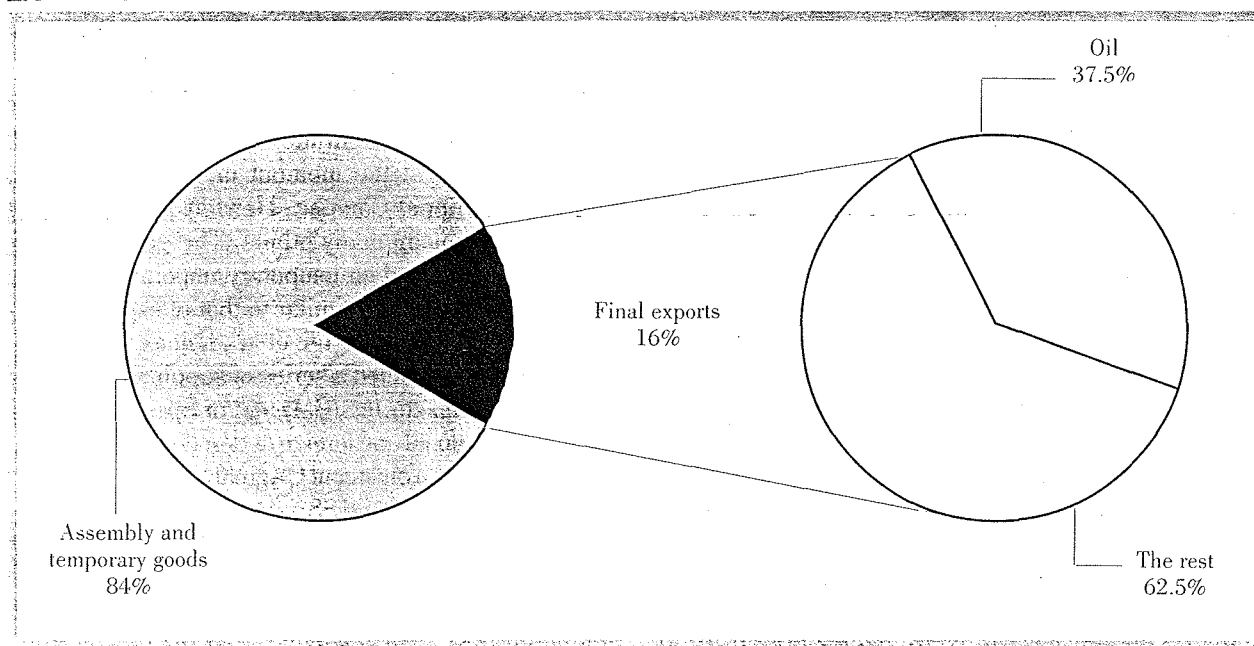 Oil
37.5%
Final exports
16%
Assembly and
temporary goods
84%
The rest
62.5%